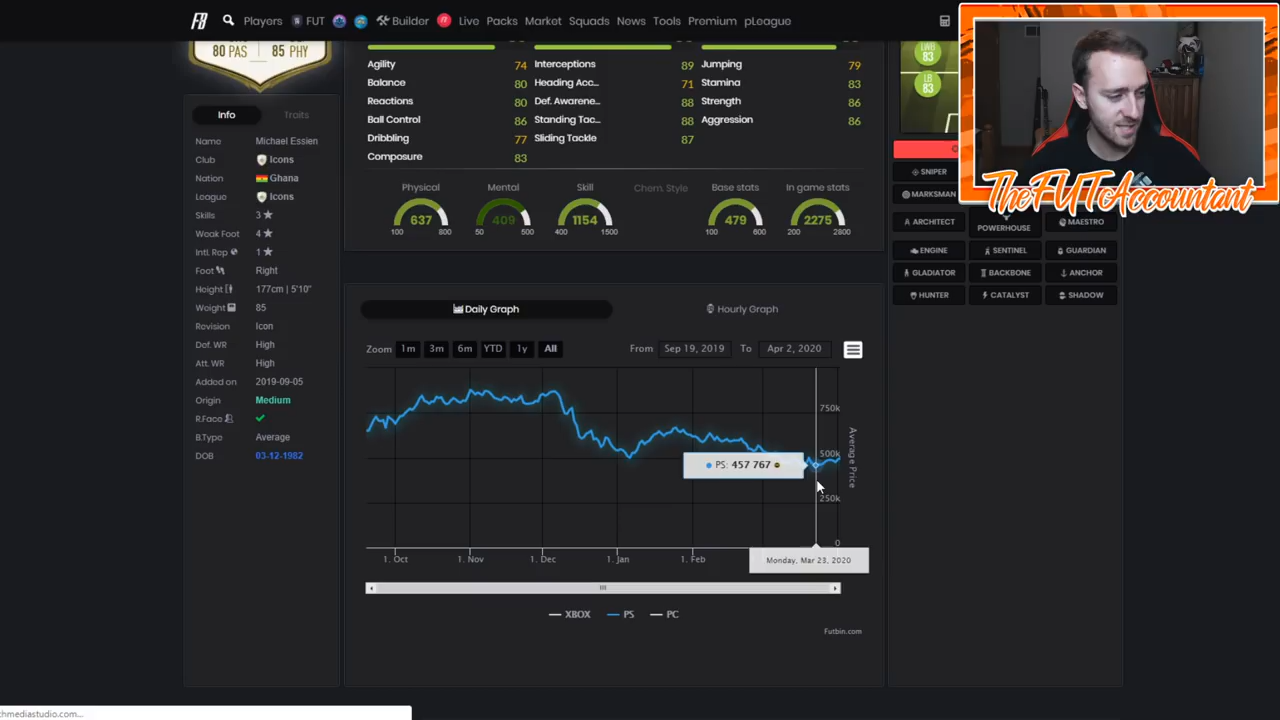 FB Players FUT Builder Live Packs Market Squads News Tools Premium pLeague
80 PAS 85 PHY
Info Traits
Name Michael Essien
Club Icons
Nation Ghana
League Icons
Skills 3
Weak Foot 4
Intl. Rep 1
Foot Right
Height 177cm | 5'10"
Weight 85
Revision Icon
Def. WR High
Att. WR High
Added on 2019-09-05
Origin Medium
R.Face
B.Type Average
DOB 03-12-1982
Agility 74
Balance 80
Reactions 80
Ball Control 86
Dribbling 77
Composure 83
Interceptions 89
Heading Acc... 71
Def. Awarene... 88
Standing Tac... 88
Sliding Tackle 87
Jumping 79
Stamina 83
Strength 86
Aggression 86
Physical Mental Skill Chem. Style Base stats In game stats
637 409 1154 479 2275
100 800 50 500 400 1500 100 600 200 2800
Daily Graph Hourly Graph
Zoom 1m 3m 6m YTD 1y All From Sep 19, 2019 To Apr 2, 2020
750k
500k
250k
0
Average Price
PS: 457 767
1. Oct 1. Nov 1. Dec 1. Jan 1. Feb
Monday, Mar 23, 2020
XBOX PS PC
Futbin.com
LWB
83
LB
83
SNIPER
MARKSMAN
ARCHITECT POWERHOUSE MAESTRO
ENGINE SENTINEL GUARDIAN
GLADIATOR BACKBONE ANCHOR
HUNTER CATALYST SHADOW
TheFUTAccountant
chmediastudio.com...